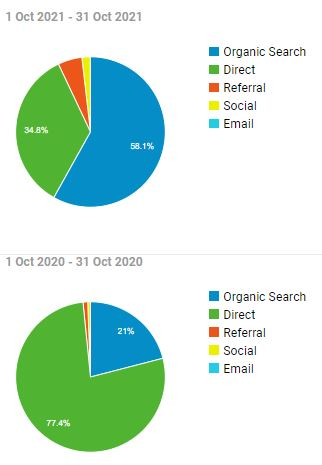 1 Oct 2021 - 31 Oct 2021
Organic Search
Direct
Referral
Social
Email
34.8%
58.1%
1 Oct 2020 - 31 Oct 2020
Organic Search
Direct
Referral
Social
Email
21%
77.4%